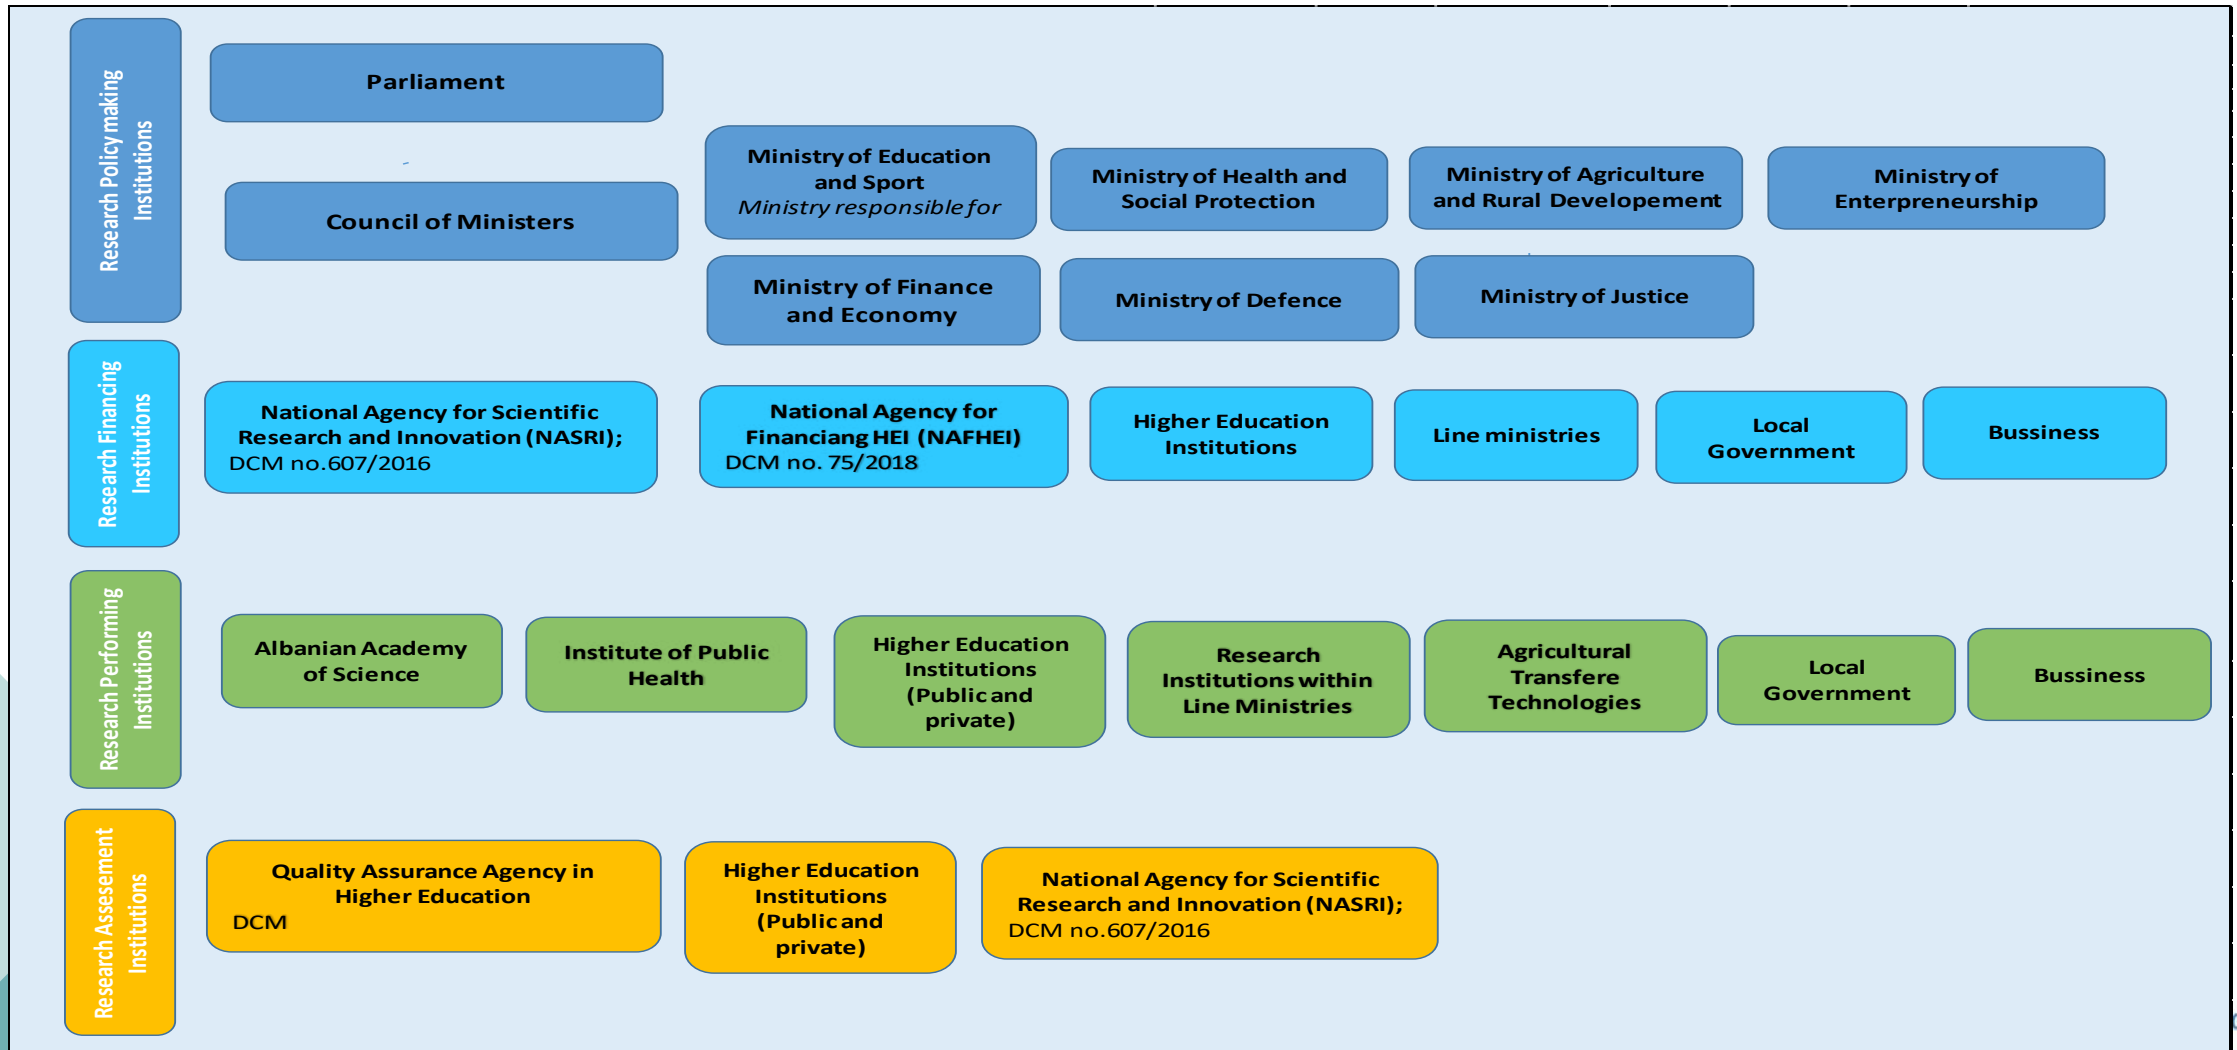 Research Policy making
Institutions
Parliament
Council of Ministers
Ministry of Education
and Sport
Ministry responsible for
Ministry of Health and
Social Protection
Ministry of Agriculture
and Rural Developement
Ministry of
Enterpreneurship
Ministry of Finance
and Economy
Ministry of Defence
Ministry of Justice
Research Financing
Institutions
National Agency for Scientific
Research and Innovation (NASRI);
DCM no.607/2016
National Agency for
Financiang HEI (NAFHEI)
DCM no. 75/2018
Higher Education
Institutions
Line ministries
Local
Government
Bussiness
Research Performing
Institutions
Albanian Academy
of Science
Institute of Public
Health
Higher Education
Institutions
(Public and
private)
Research
Institutions within
Line Ministries
Agricultural
Transfere
Technologies
Local
Government
Bussiness
Research Assessement
Institutions
Quality Assurance Agency in
Higher Education
DCM
Higher Education
Institutions
(Public and
private)
National Agency for Scientific
Research and Innovation (NASRI);
DCM no.607/2016